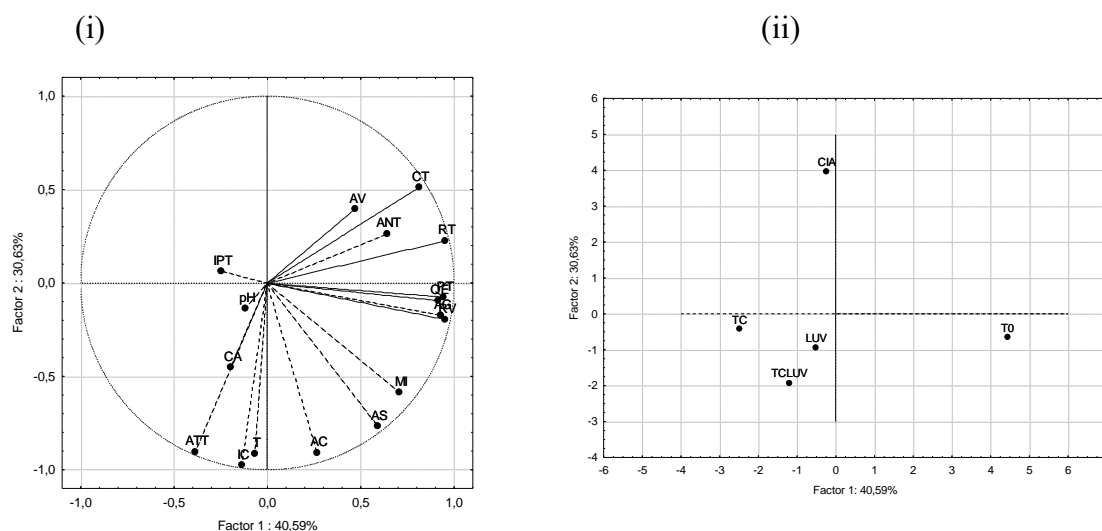 (i)
(ii)
1,0
0,5
0,0
-0,5
-1,0
Factor 2 : 30,63%
CT
AV
ANT
RT
IPT
PT
pH
CA
MI
AS
ATT
IC
T
AC
-1,0 -0,5 0,0 0,5 1,0
Factor 1 : 40,59%
6
5
4
3
2
1
0
-1
-2
-3
-4
Factor 2: 30,63%
CIA
TC
LUV
T0
TCLUV
-6 -5 -4 -3 -2 -1 0 1 2 3 4 5 6
Factor 1: 40,59%